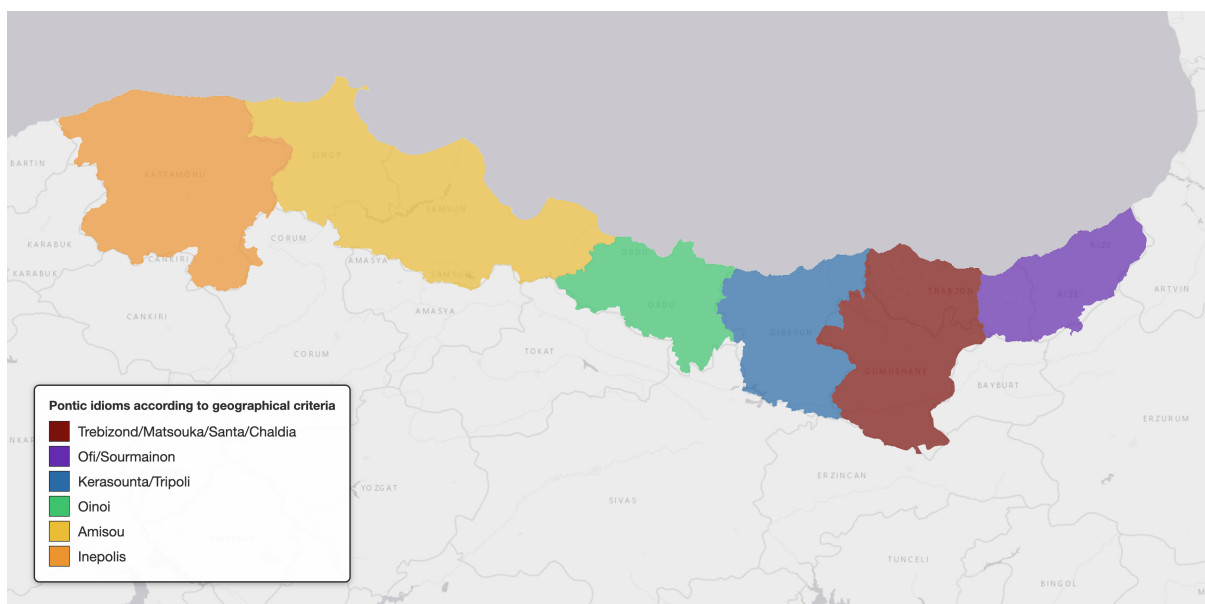 BARTIN
KASTAMONU
SINOP
SAMSUN
KARABUK
KARABUK
CANKIRI
CORUM
AMASYA
SAMSUN
ORDU
ORDU
RIZE
RIZE
TRABZON
ARTVIN
CANKIRI
AMASYA
GIRESUN
CORUM
TOKAT
GUMUSHANE
BAYBURT
ERZURUM
ERZINCAN
YOZGAT
SIVAS
TUNCELI
BINGOL
Pontic idioms according to geographical criteria
Trebizond/Matsouka/Santa/Chaldia
Ofi/Sourmainon
Kerasounta/Tripoli
Oinoi
Amisou
Inepolis